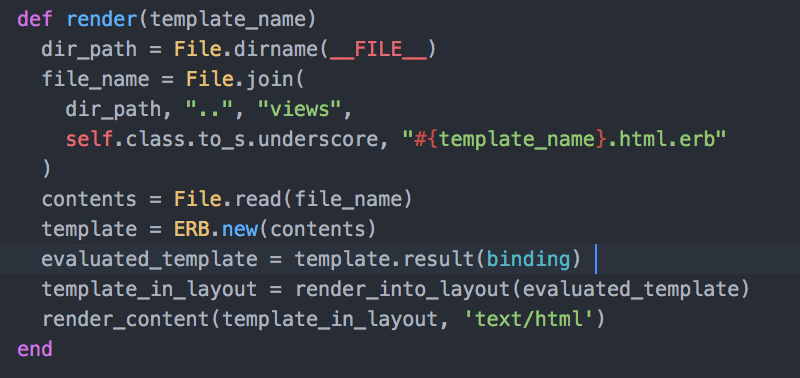 def render(template_name)
  dir_path = File.dirname(__FILE__)
  file_name = File.join(
    dir_path, "..", "views",
    self.class.to_s.underscore, "#{template_name}.html.erb"
  )
  contents = File.read(file_name)
  template = ERB.new(contents)
  evaluated_template = template.result(binding)
  template_in_layout = render_into_layout(evaluated_template)
  render_content(template_in_layout, 'text/html')
end